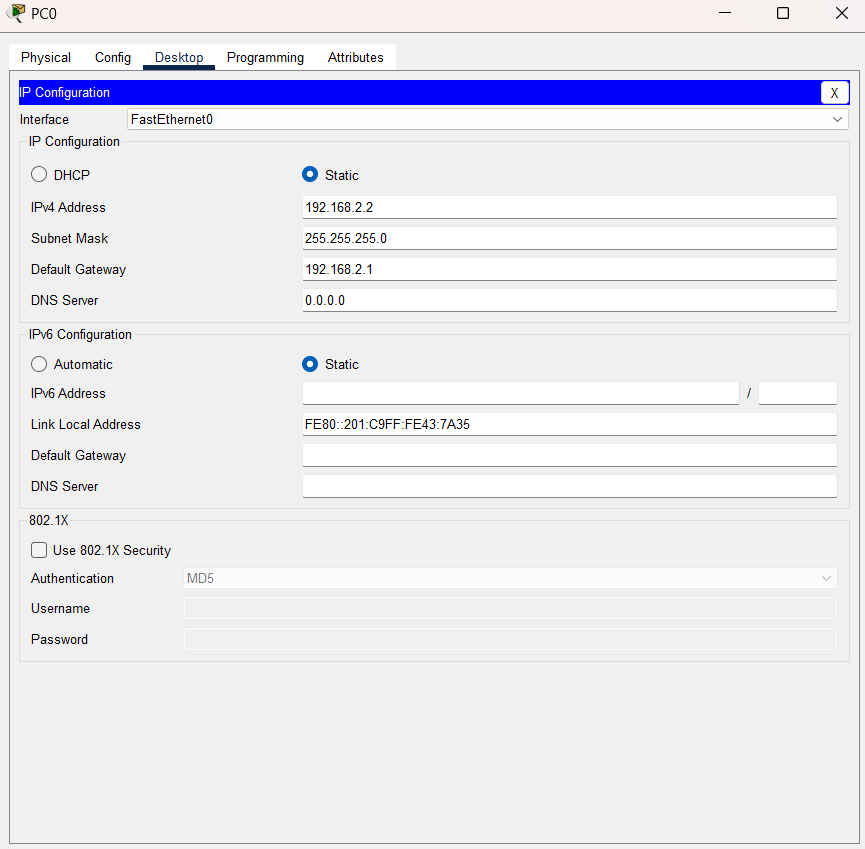 PC0
Physical Config Desktop Programming Attributes
IP Configuration X
Interface FastEthernet0
IP Configuration
DHCP Static
IPv4 Address 192.168.2.2
Subnet Mask 255.255.255.0
Default Gateway 192.168.2.1
DNS Server 0.0.0.0
IPv6 Configuration
Automatic Static
IPv6 Address /
Link Local Address FE80::201:C9FF:FE43:7A35
Default Gateway
DNS Server
802.1X
Use 802.1X Security
Authentication MD5
Username
Password